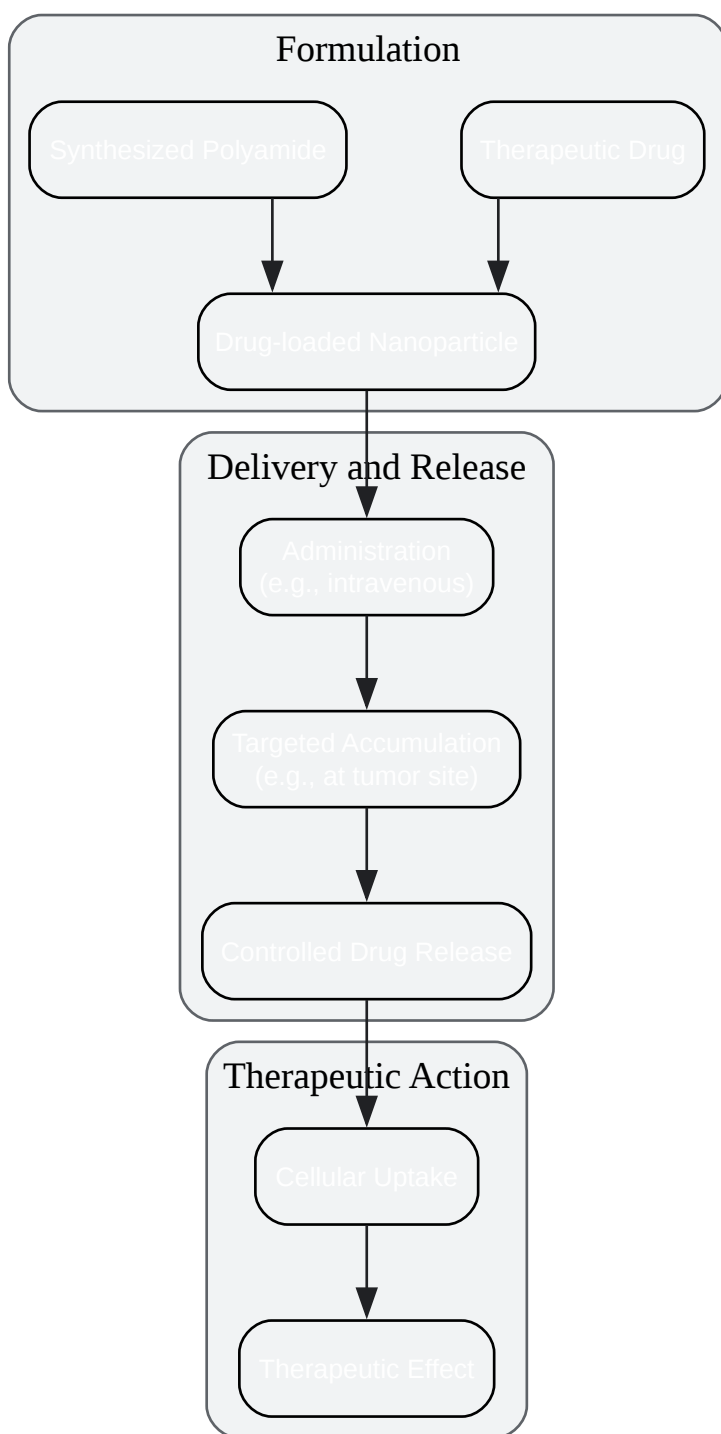 Formulation
Synthesized Polyamide
Therapeutic Drug
Drug-loaded Nanoparticle
Delivery and Release
Administration
(e.g., intravenous)
Targeted Accumulation
(e.g., at tumor site)
Controlled Drug Release
Therapeutic Action
Cellular Uptake
Therapeutic Effect